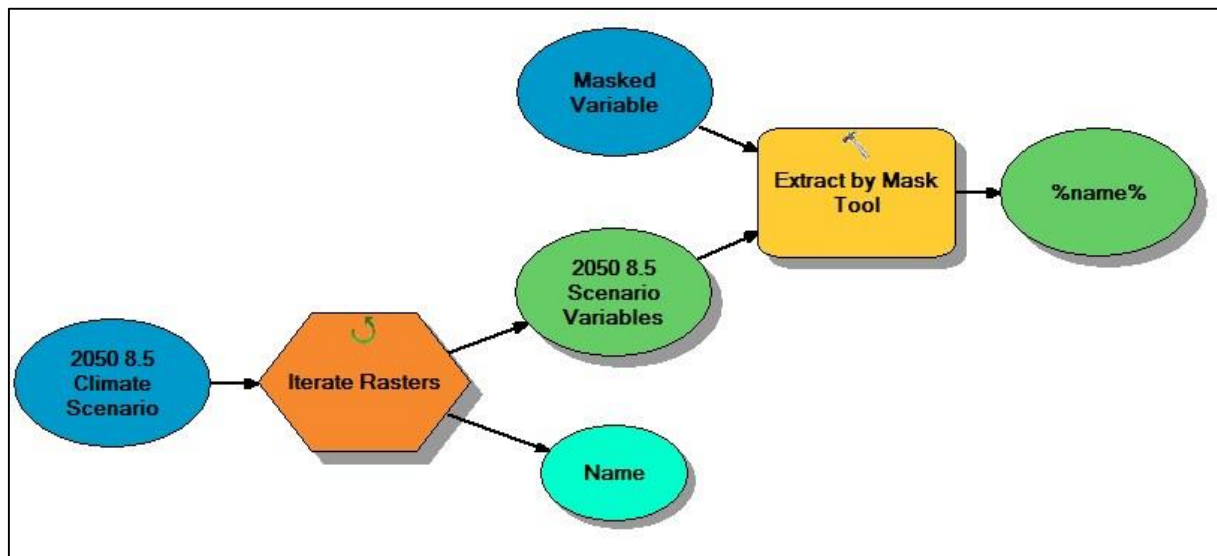 Masked
Variable
Extract by Mask
Tool
%name%
2050 8.5
Scenario
Variables
2050 8.5
Climate
Scenario
Iterate Rasters
Name